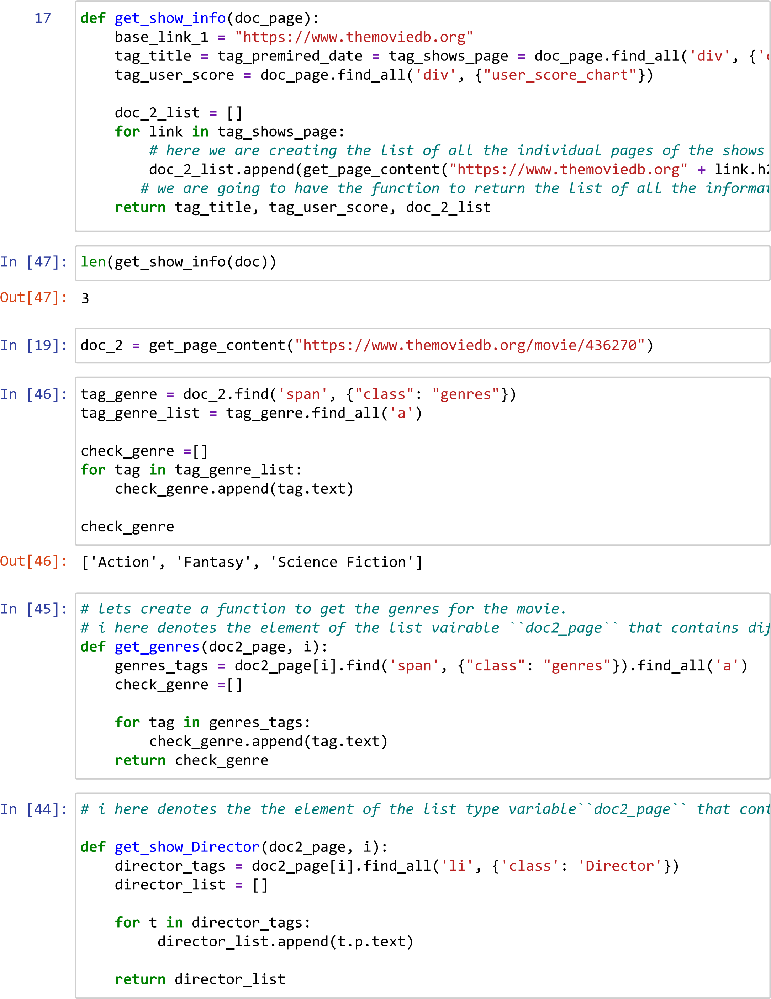 17 def get_show_info(doc_page):
    base_link_1 = "https://www.themoviedb.org"
    tag_title = tag_premired_date = tag_shows_page = doc_page.find_all('div', {'
    tag_user_score = doc_page.find_all('div', {"user_score_chart"})

    doc_2_list = []
    for link in tag_shows_page:
        # here we are creating the list of all the individual pages of the shows
        doc_2_list.append(get_page_content("https://www.themoviedb.org" + link.h2
       # we are going to have the function to return the list of all the
    return tag_title, tag_user_score, doc_2_list
In [47]: len(get_show_info(doc))
Out[47]: 3
In [19]: doc_2 = get_page_content("https://www.themoviedb.org/movie/436270")
In [46]: tag_genre = doc_2.find('span', {"class": "genres"})
tag_genre_list = tag_genre.find_all('a')

check_genre =[]
for tag in tag_genre_list:
    check_genre.append(tag.text)

check_genre
Out[46]: ['Action', 'Fantasy', 'Science Fiction']
In [45]: # lets create a function to get the genres for the movie.
# i here denotes the element of the list vairable ``doc2_page`` that contains
def get_genres(doc2_page, i):
    genres_tags = doc2_page[i].find('span', {"class": "genres"}).find_all('a')
    check_genre =[]

    for tag in genres_tags:
        check_genre.append(tag.text)
    return check_genre
In [44]: # i here denotes the the element of the list type variable``doc2_page`` that

def get_show_Director(doc2_page, i):
    director_tags = doc2_page[i].find_all('li', {'class': 'Director'})
    director_list = []

    for t in director_tags:
         director_list.append(t.p.text)

    return director_list